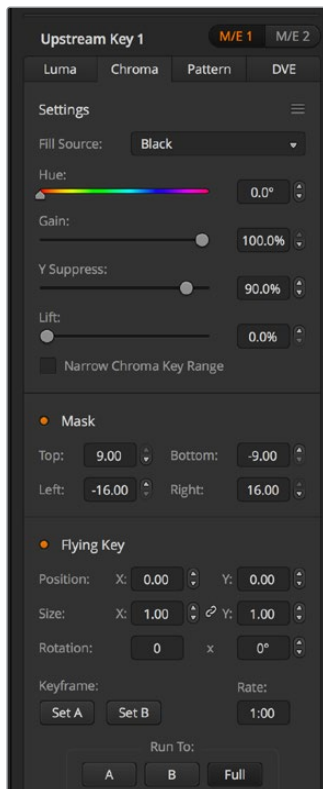 Upstream Key 1 M/E 1 M/E 2
Luma Chroma Pattern DVE
Settings
Fill Source: Black
Hue:
0.0°
Gain:
100.0%
Y Suppress:
90.0%
Lift:
0.0%
Narrow Chroma Key Range
Mask
Top: 9.00 Bottom: -9.00
Left: -16.00 Right: 16.00
Flying Key
Position: X: 0.00 Y: 0.00
Size: X: 1.00 Y: 1.00
Rotation: 0 x 0°
Keyframe: Rate:
Set A Set B 1:00
Run To:
A B Full